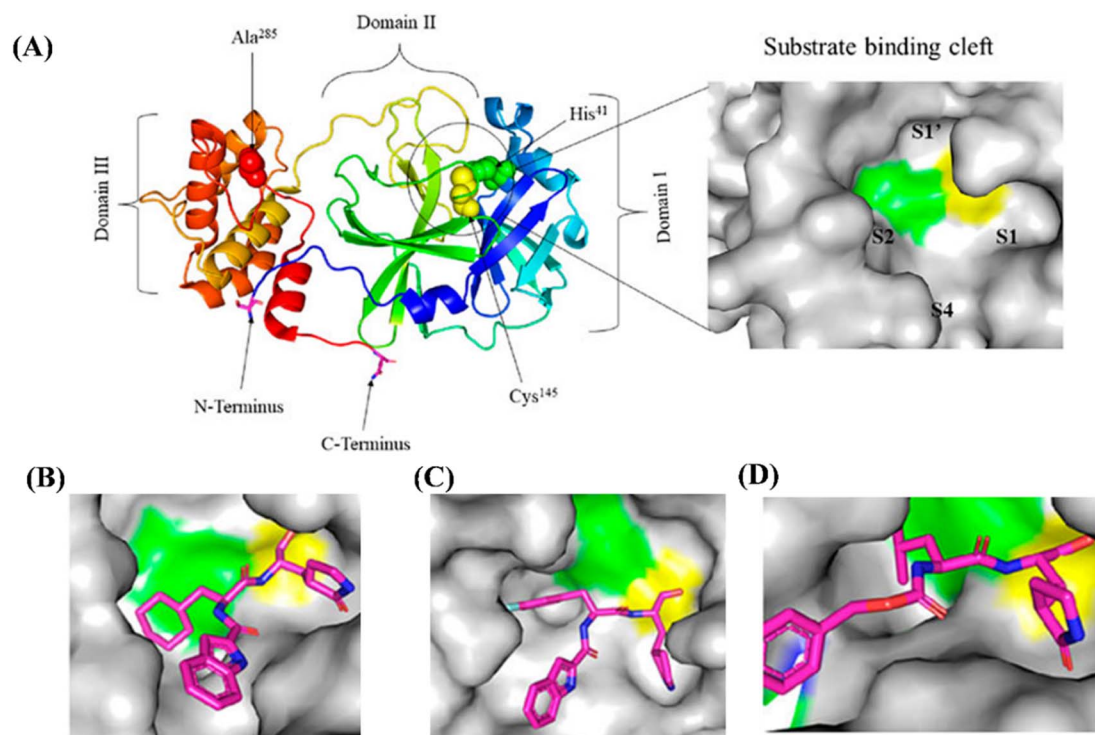 (A)
Ala²⁸⁵
Domain II
His⁴¹
Domain III
Domain I
N-Terminus
C-Terminus
Cys¹⁴⁵
Substrate binding cleft
S1’
S2
S1
S4
(B)
(C)
(D)